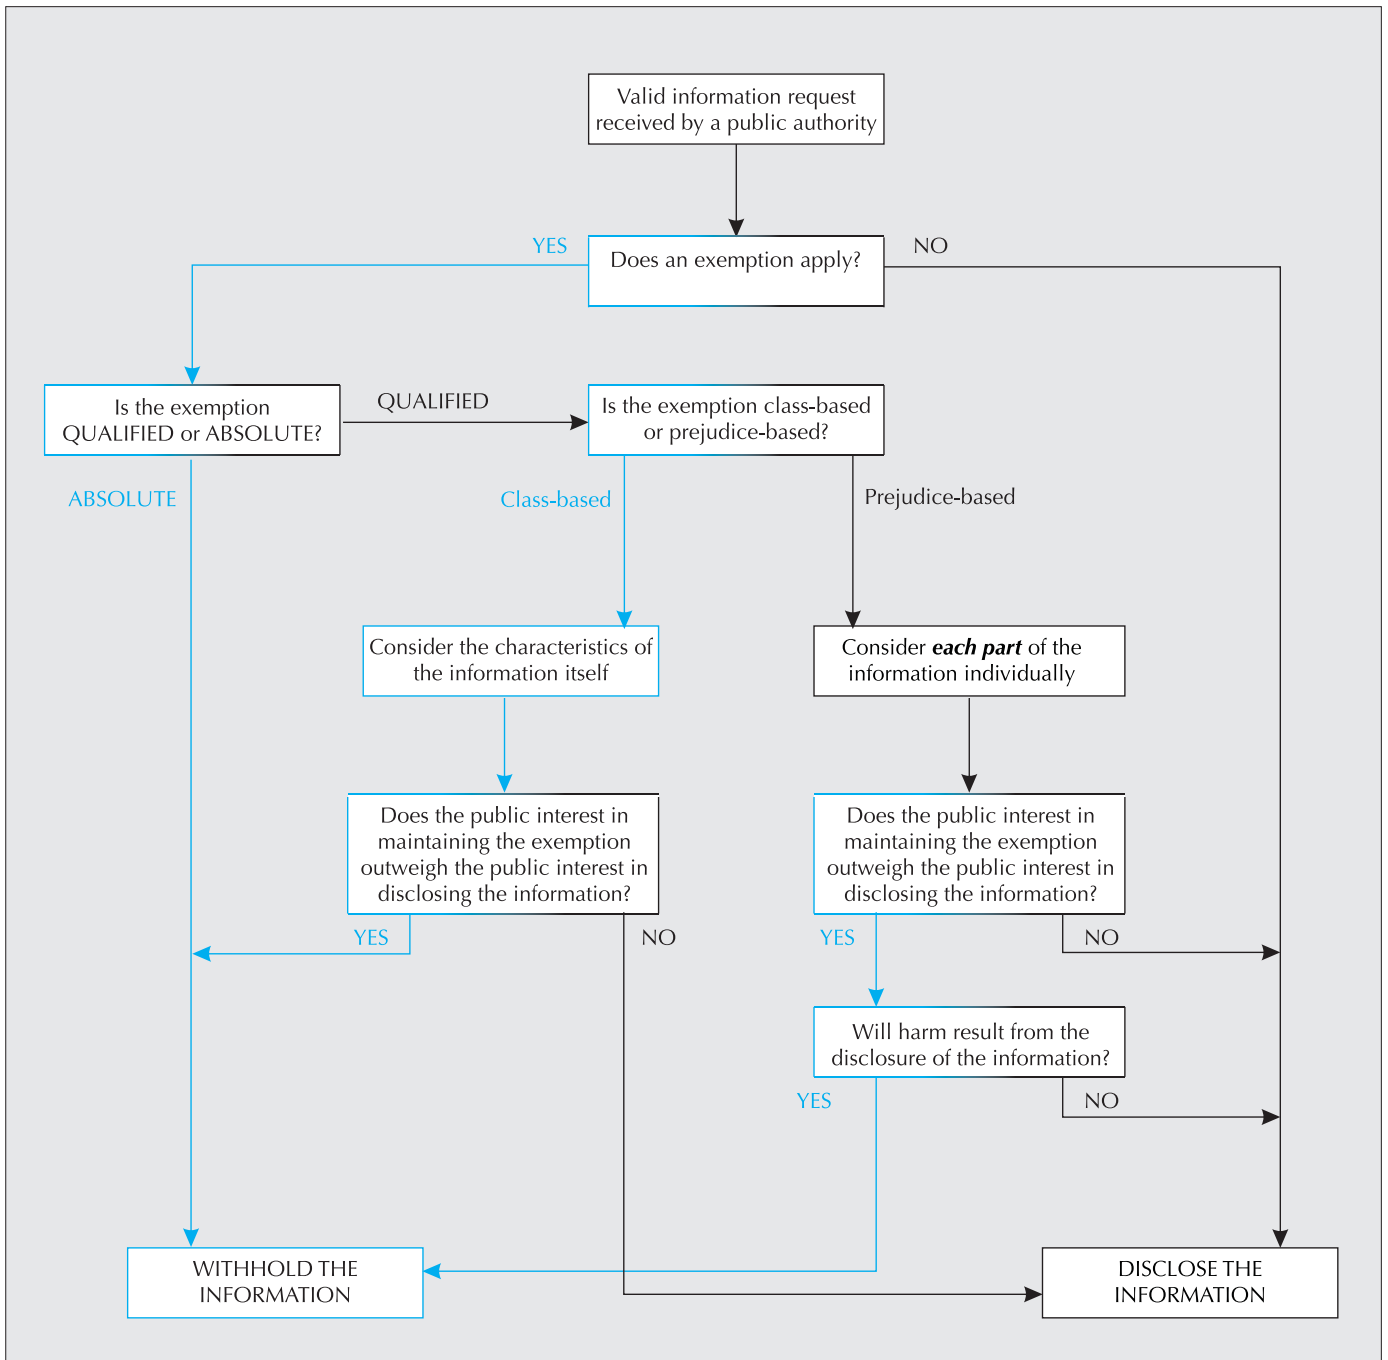 Valid information request
received by a public authority
YES
NO
Does an exemption apply?
Is the exemption
QUALIFIED or ABSOLUTE?
QUALIFIED
Is the exemption class-based
or prejudice-based?
ABSOLUTE
Class-based
Prejudice-based
Consider the characteristics of
the information itself
Consider each part of the
information individually
Does the public interest in
maintaining the exemption
outweigh the public interest in
disclosing the information?
Does the public interest in
maintaining the exemption
outweigh the public interest in
disclosing the information?
YES
NO
YES
NO
Will harm result from the
disclosure of the information?
YES
NO
WITHHOLD THE
INFORMATION
DISCLOSE THE
INFORMATION